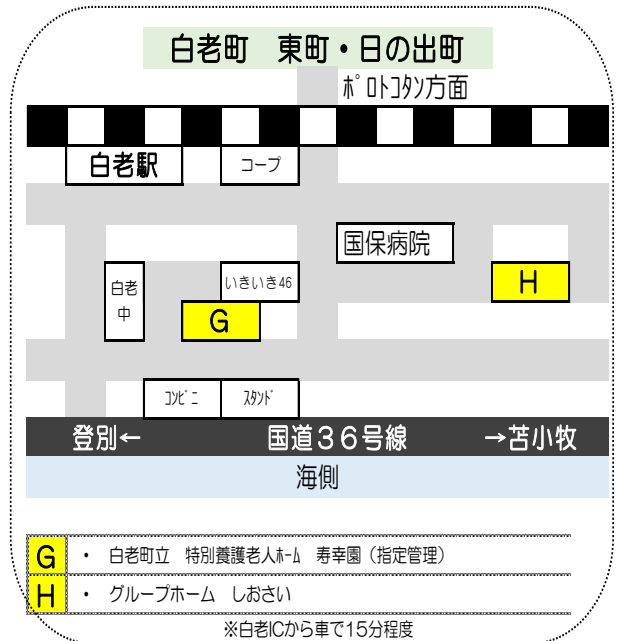 白老町　東町・日の出町
ﾎﾟﾛﾄｺﾀﾝ方面
白老駅
コープ
国保病院
白老
中
いきいき46
G
H
ｺﾝﾋﾞﾆ
ｽﾀﾝﾄﾞ
登別←　国道３６号線　→苫小牧
海側
G ・ 白老町立　特別養護老人ﾎｰﾑ　寿幸園（指定管理）
H ・ グループホーム　しおさい
※白老ICから車で15分程度